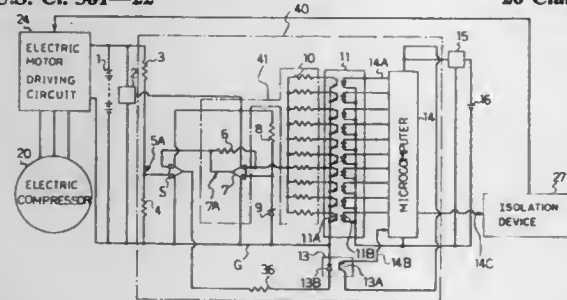 U.S. Cl. 361—22
26 Clai
40
24
ELECTRIC
MOTOR
DRIVING
CIRCUIT
1
2
3
41
10
11
14A
15
5A
6
8
14
16
MICROCOMPUTER
20
5
7
7A
27
ELECTRIC
COMPRESSOR
4
9
ISOLATION
DEVICE
11A
11B
14B
14C
G
13
13A
13B
36